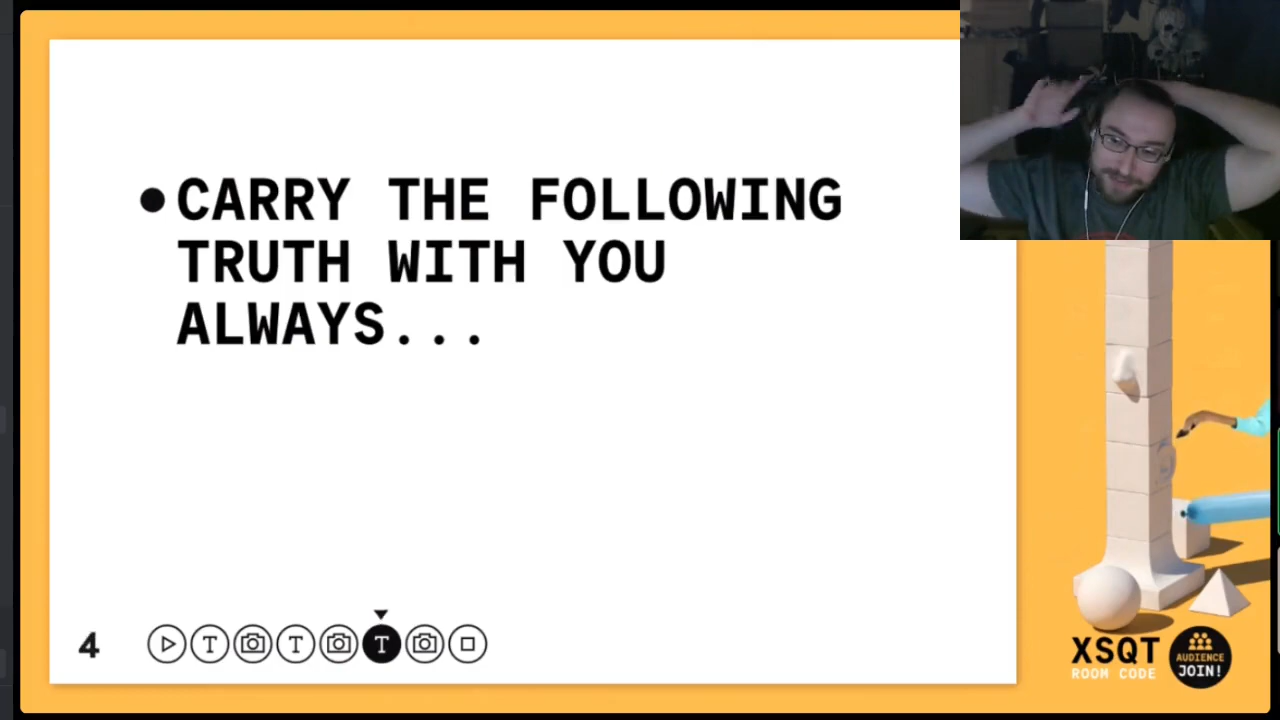 ●CARRY THE FOLLOWING
TRUTH WITH YOU
ALWAYS...
4
T
T
T
XSQT
ROOM CODE
AUDIENCE
JOIN!